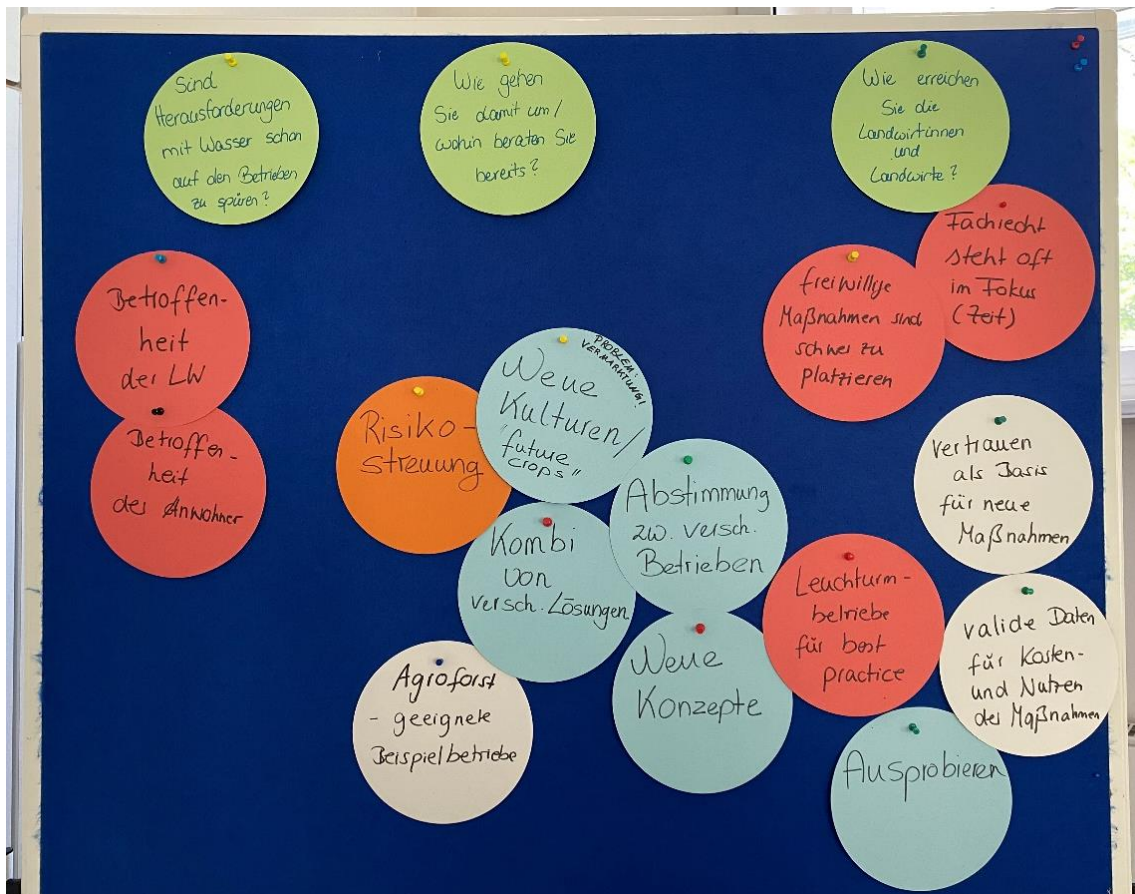 Sind
Herausforderungen
mit Wasser schon
auf den Betrieben
zu spüren?
Wie gehen
Sie damit um/
wohin beraten Sie
bereits?
Wie erreichen
Sie die
Landwirtinnen
und
Landwirte?
Betroffen-
heit
der LW
Betroffen-
heit
der Anwohner
Risiko-
streuung
Neue
Kulturen/
"future
crops"
PROBLEM:
VERMARKTUNG!
Kombi
von
versch. Lösungen
Abstimmung
zw. versch.
Betrieben
Neue
Konzepte
Agroforst
- geeignete
Beispielbetriebe
Fachrecht
steht oft
im Fokus
(Zeit)
freiwillige
Maßnahmen sind
schwer zu
platzieren
Vertrauen
als Basis
für neue
Maßnahmen
Leuchturm-
betriebe
für best
practice
valide Daten
für Kosten-
und Nutzen
der Maßnahmen
Ausprobieren